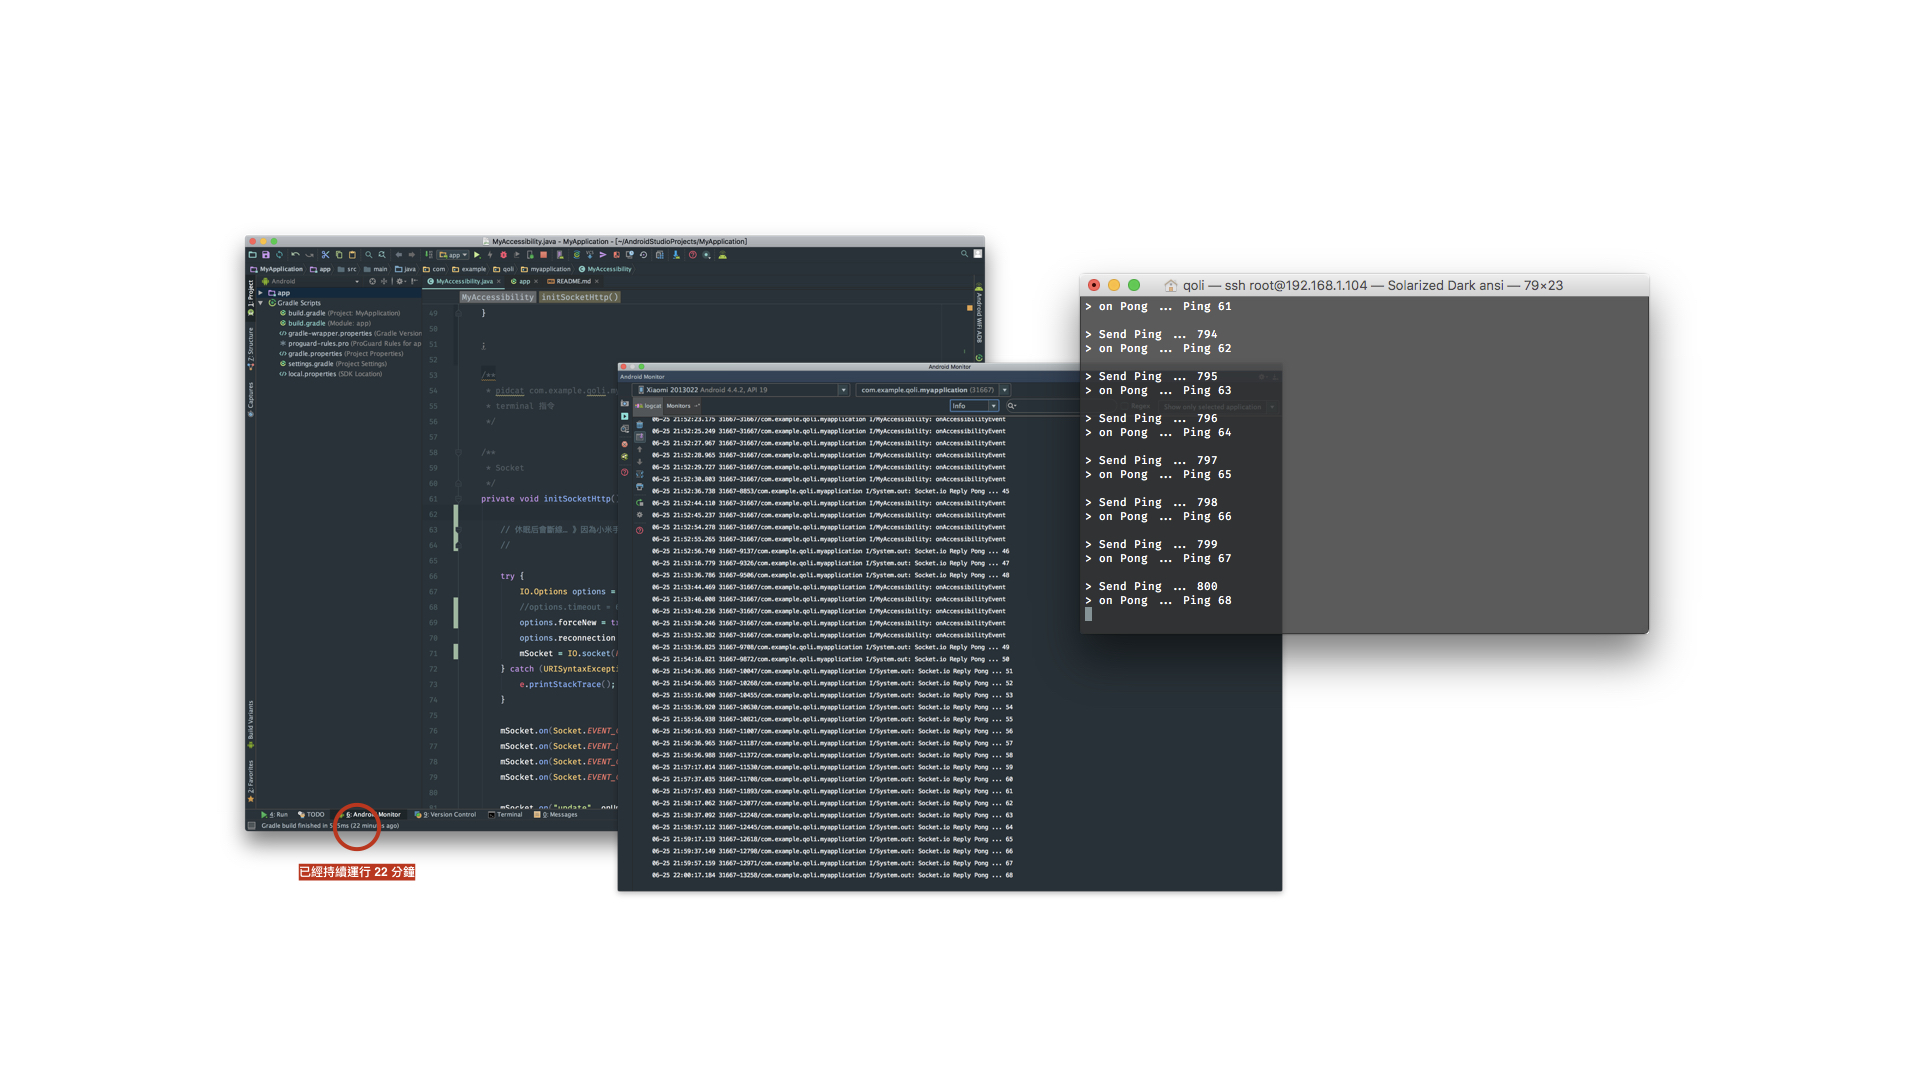 MyAccessibility.java - MyApplication - [~/AndroidStudioProjects/MyApplication]
app
MyApplication app src main java com example qoli myapplication MyAccessibility
Android
MyAccessibility.java app README.md
1: Project
app
Gradle Scripts
build.gradle (Project: MyApplication)
build.gradle (Module: app)
gradle-wrapper.properties (Gradle Version
proguard-rules.pro (ProGuard Rules for ap
gradle.properties (Project Properties)
settings.gradle (Project Settings)
local.properties (SDK Location)
Z: Structure
Captures
Build Variants
2: Favorites
Android WiFi ADB
MyAccessibility initSocketHttp()
49 }
50
51 ;
52
53 /**
54 * pidcat com.example.qoli.m
55 * terminal 指令
56 */
57
58 /**
59 * Socket
60 */
61 private void initSocketHttp(
62
63 // 休眠后會斷線… 》因為小米手
64 //
65
66 try {
67 IO.Options options =
68 //options.timeout =
69 options.forceNew = t
70 options.reconnection
71 mSocket = IO.socket(
72 } catch (URISyntaxExcepti
73 e.printStackTrace();
74 }
75
76 mSocket.on(Socket.EVENT_
77 mSocket.on(Socket.EVENT_
78 mSocket.on(Socket.EVENT_
79 mSocket.on(Socket.EVENT_
80
81 mSocket.on("update", onU
4: Run TODO 6: Android Monitor 9: Version Control Terminal 0: Messages
Gradle build finished in (22 minutes ago)
已經持續運行 22 分鐘
Android Monitor
Android Monitor
Xiaomi 2013022 Android 4.4.2, API 19 com.example.qoli.myapplication (31667)
logcat Monitors Info
06-25 21:52:23.175 31667-31667/com.example.qoli.myapplication I/MyAccessibility: onAccessibilityEvent
06-25 21:52:25.249 31667-31667/com.example.qoli.myapplication I/MyAccessibility: onAccessibilityEvent
06-25 21:52:27.967 31667-31667/com.example.qoli.myapplication I/MyAccessibility: onAccessibilityEvent
06-25 21:52:28.965 31667-31667/com.example.qoli.myapplication I/MyAccessibility: onAccessibilityEvent
06-25 21:52:29.727 31667-31667/com.example.qoli.myapplication I/MyAccessibility: onAccessibilityEvent
06-25 21:52:30.803 31667-31667/com.example.qoli.myapplication I/MyAccessibility: onAccessibilityEvent
06-25 21:52:36.738 31667-8853/com.example.qoli.myapplication I/System.out: Socket.io Reply Pong ... 45
06-25 21:52:44.110 31667-31667/com.example.qoli.myapplication I/MyAccessibility: onAccessibilityEvent
06-25 21:52:45.237 31667-31667/com.example.qoli.myapplication I/MyAccessibility: onAccessibilityEvent
06-25 21:52:54.278 31667-31667/com.example.qoli.myapplication I/MyAccessibility: onAccessibilityEvent
06-25 21:52:55.265 31667-31667/com.example.qoli.myapplication I/MyAccessibility: onAccessibilityEvent
06-25 21:52:56.749 31667-9137/com.example.qoli.myapplication I/System.out: Socket.io Reply Pong ... 46
06-25 21:53:16.779 31667-9326/com.example.qoli.myapplication I/System.out: Socket.io Reply Pong ... 47
06-25 21:53:36.786 31667-9506/com.example.qoli.myapplication I/System.out: Socket.io Reply Pong ... 48
06-25 21:53:44.469 31667-31667/com.example.qoli.myapplication I/MyAccessibility: onAccessibilityEvent
06-25 21:53:46.008 31667-31667/com.example.qoli.myapplication I/MyAccessibility: onAccessibilityEvent
06-25 21:53:48.236 31667-31667/com.example.qoli.myapplication I/MyAccessibility: onAccessibilityEvent
06-25 21:53:50.246 31667-31667/com.example.qoli.myapplication I/MyAccessibility: onAccessibilityEvent
06-25 21:53:52.382 31667-31667/com.example.qoli.myapplication I/MyAccessibility: onAccessibilityEvent
06-25 21:53:56.825 31667-9708/com.example.qoli.myapplication I/System.out: Socket.io Reply Pong ... 49
06-25 21:54:16.821 31667-9872/com.example.qoli.myapplication I/System.out: Socket.io Reply Pong ... 50
06-25 21:54:36.865 31667-10047/com.example.qoli.myapplication I/System.out: Socket.io Reply Pong ... 51
06-25 21:54:56.865 31667-10268/com.example.qoli.myapplication I/System.out: Socket.io Reply Pong ... 52
06-25 21:55:16.900 31667-10455/com.example.qoli.myapplication I/System.out: Socket.io Reply Pong ... 53
06-25 21:55:36.920 31667-10630/com.example.qoli.myapplication I/System.out: Socket.io Reply Pong ... 54
06-25 21:55:56.938 31667-10821/com.example.qoli.myapplication I/System.out: Socket.io Reply Pong ... 55
06-25 21:56:16.953 31667-11007/com.example.qoli.myapplication I/System.out: Socket.io Reply Pong ... 56
06-25 21:56:36.965 31667-11187/com.example.qoli.myapplication I/System.out: Socket.io Reply Pong ... 57
06-25 21:56:56.988 31667-11372/com.example.qoli.myapplication I/System.out: Socket.io Reply Pong ... 58
06-25 21:57:17.014 31667-11530/com.example.qoli.myapplication I/System.out: Socket.io Reply Pong ... 59
06-25 21:57:37.035 31667-11708/com.example.qoli.myapplication I/System.out: Socket.io Reply Pong ... 60
06-25 21:57:57.053 31667-11893/com.example.qoli.myapplication I/System.out: Socket.io Reply Pong ... 61
06-25 21:58:17.062 31667-12077/com.example.qoli.myapplication I/System.out: Socket.io Reply Pong ... 62
06-25 21:58:37.092 31667-12248/com.example.qoli.myapplication I/System.out: Socket.io Reply Pong ... 63
06-25 21:58:57.112 31667-12445/com.example.qoli.myapplication I/System.out: Socket.io Reply Pong ... 64
06-25 21:59:17.133 31667-12618/com.example.qoli.myapplication I/System.out: Socket.io Reply Pong ... 65
06-25 21:59:37.149 31667-12798/com.example.qoli.myapplication I/System.out: Socket.io Reply Pong ... 66
06-25 21:59:57.159 31667-12971/com.example.qoli.myapplication I/System.out: Socket.io Reply Pong ... 67
06-25 22:00:17.184 31667-13258/com.example.qoli.myapplication I/System.out: Socket.io Reply Pong ... 68
qoli — ssh root@192.168.1.104 — Solarized Dark ansi — 79×23
> on Pong ... Ping 61
> Send Ping ... 794
> on Pong ... Ping 62
> Send Ping ... 795
> on Pong ... Ping 63
> Send Ping ... 796
> on Pong ... Ping 64
> Send Ping ... 797
> on Pong ... Ping 65
> Send Ping ... 798
> on Pong ... Ping 66
> Send Ping ... 799
> on Pong ... Ping 67
> Send Ping ... 800
> on Pong ... Ping 68
Show only selected application